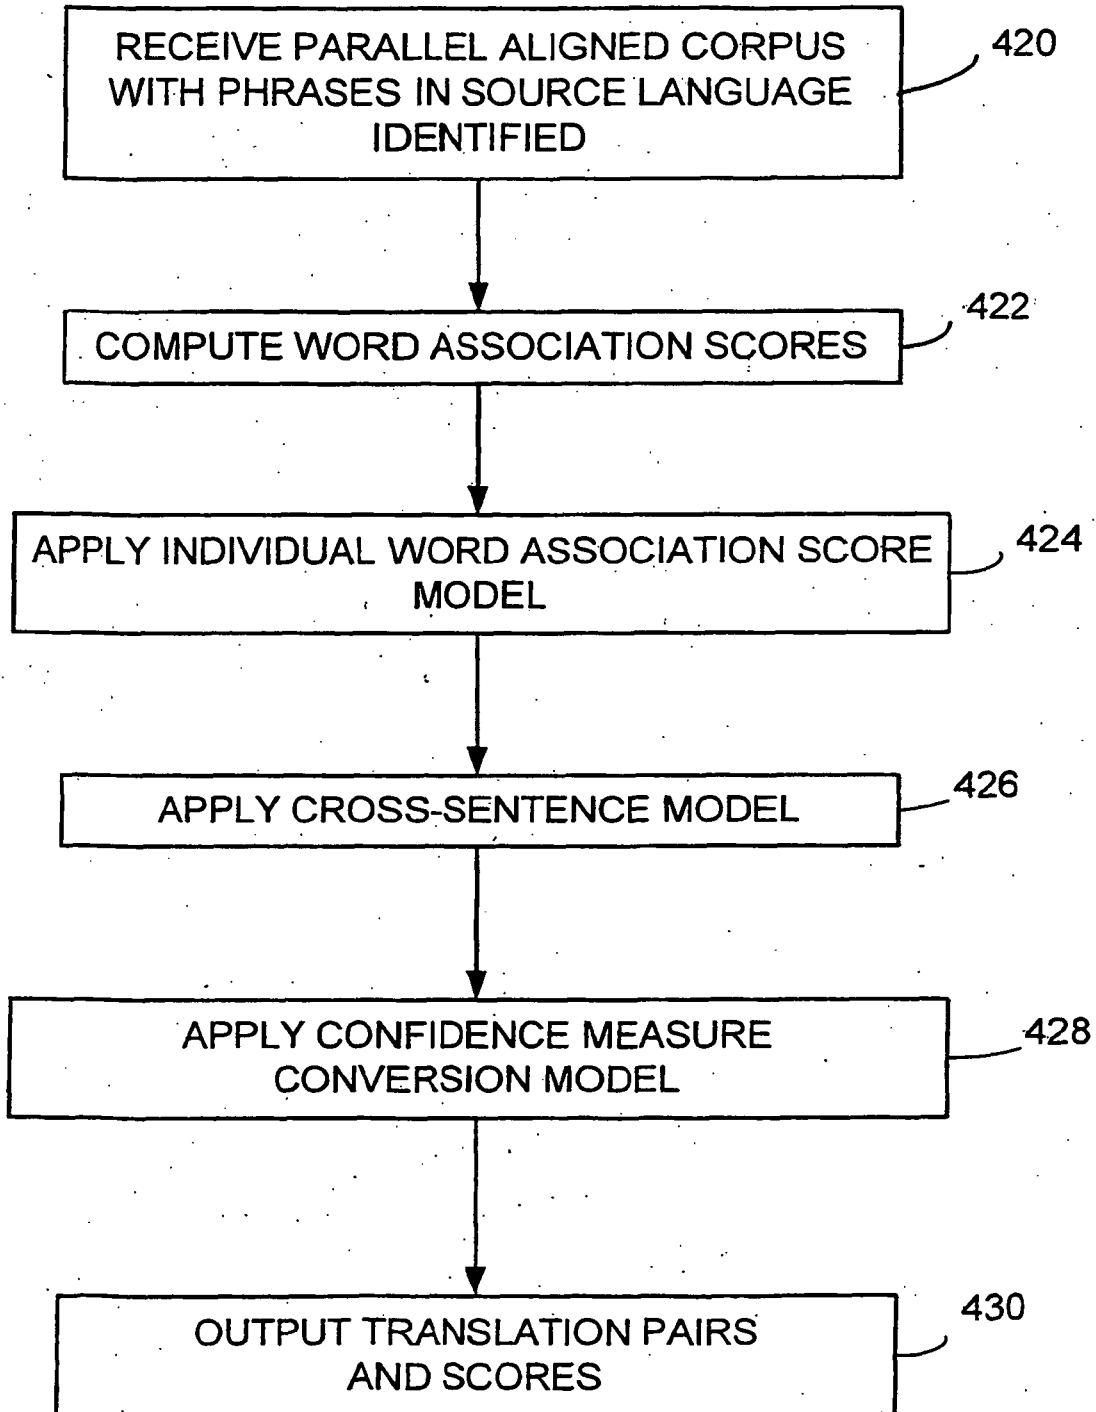 RECEIVE PARALLEL ALIGNED CORPUS
WITH PHRASES IN SOURCE LANGUAGE
IDENTIFIED
420
COMPUTE WORD ASSOCIATION SCORES
422
APPLY INDIVIDUAL WORD ASSOCIATION SCORE
MODEL
424
APPLY CROSS-SENTENCE MODEL
426
APPLY CONFIDENCE MEASURE
CONVERSION MODEL
428
OUTPUT TRANSLATION PAIRS
AND SCORES
430